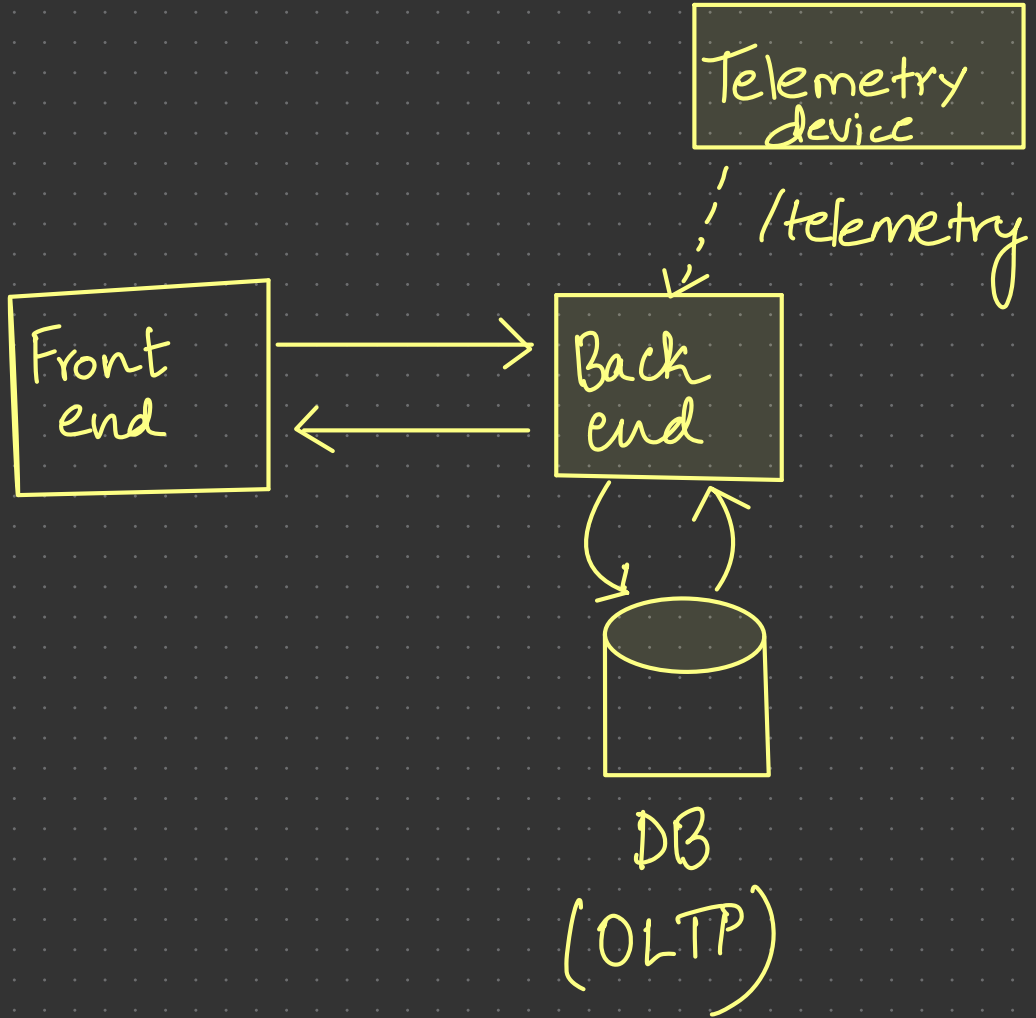 Telemetry
device
/telemetry
Front
end
Back
end
DB
(OLTP)